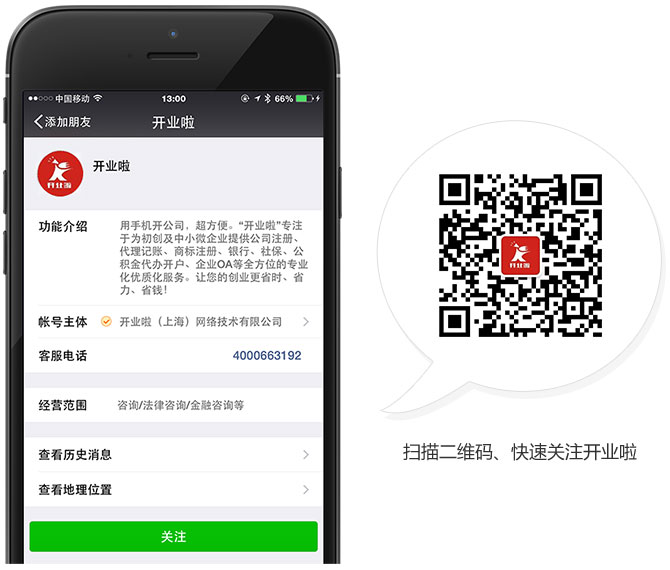 中国移动
13:00
66%
添加朋友
开业啦
开业啦
开业啦
功能介绍
用手机开公司，超方便。“开业啦”专注
于为初创及中小微企业提供公司注册、
代理记账、商标注册、银行、社保、公
积金代办开户、企业OA等全方位的专业
化优质化服务。让您的创业更省时、省
力、省钱！
帐号主体
开业啦（上海）网络技术有限公司
客服电话
4000663192
经营范围
咨询/法律咨询/金融咨询等
查看历史消息
查看地理位置
关注
开业啦
扫描二维码、快速关注开业啦